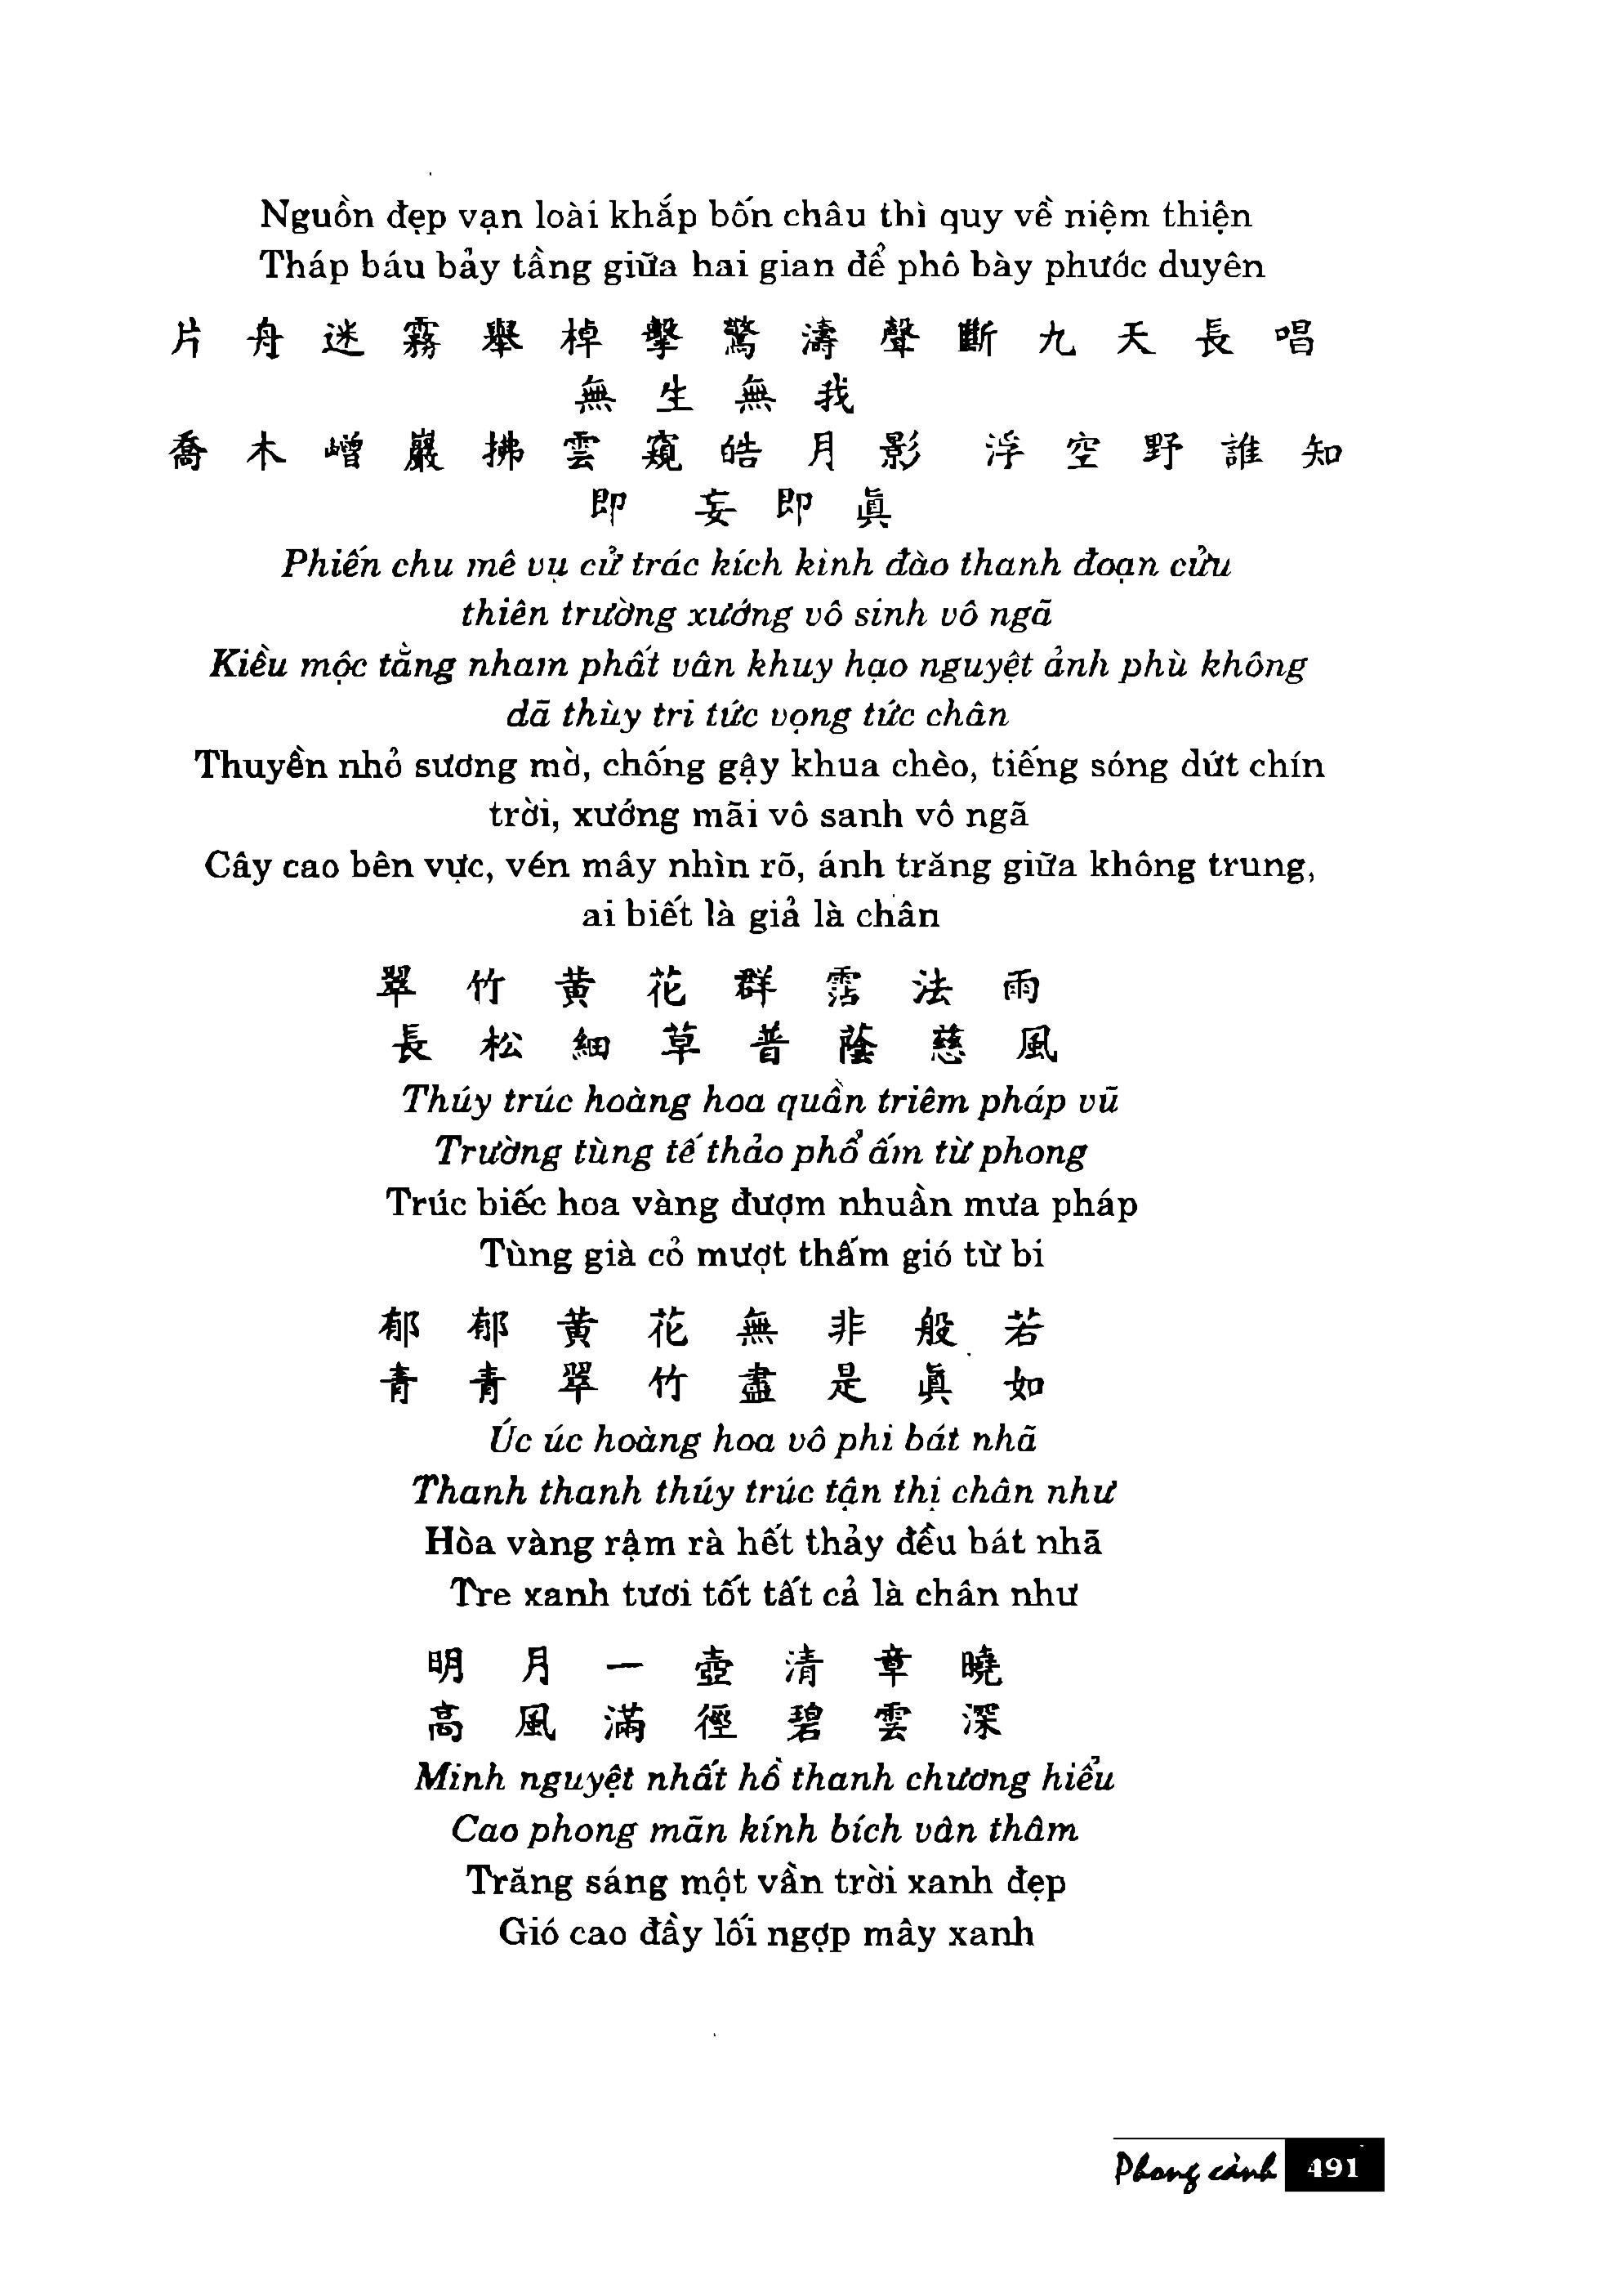 Nguồn đẹp vạn loài khắp bốn châu thì quy về niệm thiện
Tháp báu bảy tầng giữa hai gian để phô bày phước duyên
片舟迷霧舉棹擊驚濤聲斷九天長唱
無生無我
喬木嶒巖拂雲窺皓月影浮空野誰知
即妄即眞
Phiến chu mê vụ cử trác kích kình đào thanh đoạn cửu
thiên trường xướng vô sinh vô ngã
Kiều mộc tằng nham phất vân khuy hạo nguyệt ảnh phù không
dã thùy tri tức vọng tức chân
Thuyền nhỏ sương mờ, chống gậy khua chèo, tiếng sóng dứt chín
trời, xướng mãi vô sanh vô ngã
Cây cao bên vực, vén mây nhìn rõ, ánh trăng giữa không trung,
ai biết là giả là chân
翠竹黃花群霑法雨
長松細草普蔭慈風
Thúy trúc hoàng hoa quần triêm pháp vũ
Trường tùng tế thảo phổ ấm từ phong
Trúc biếc hoa vàng đượm nhuần mưa pháp
Tùng già cỏ mượt thấm gió từ bi
郁郁黃花無非般若
青青翠竹盡是眞如
Úc úc hoàng hoa vô phi bát nhã
Thanh thanh thúy trúc tận thị chân như
Hòa vàng rậm rà hết thảy đều bát nhã
Tre xanh tươi tốt tất cả là chân như
明月一壺清章曉
高風滿徑碧雲深
Minh nguyệt nhất hồ thanh chương hiểu
Cao phong mãn kính bích vân thâm
Trăng sáng một vần trời xanh đẹp
Gió cao đầy lối ngợp mây xanh
Phong cảnh 491